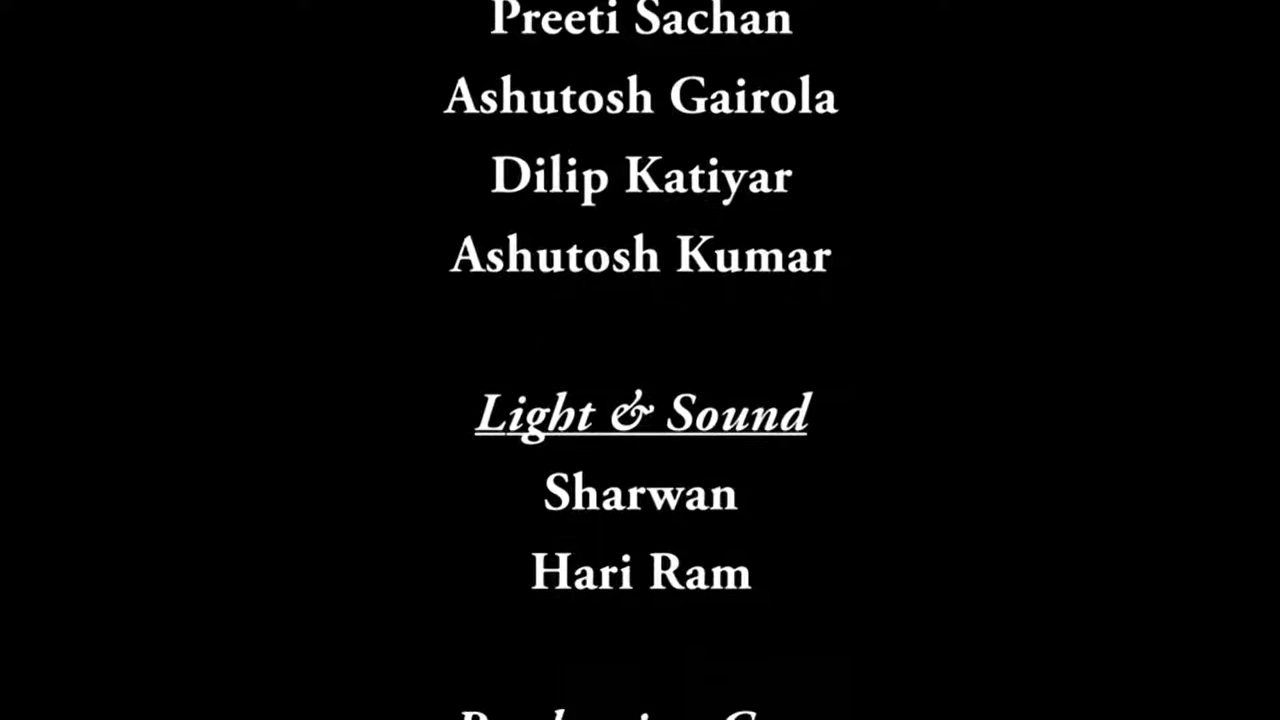 Preeti Sachan
Ashutosh Gairola
Dilip Katiyar
Ashutosh Kumar
Light & Sound
Sharwan
Hari Ram